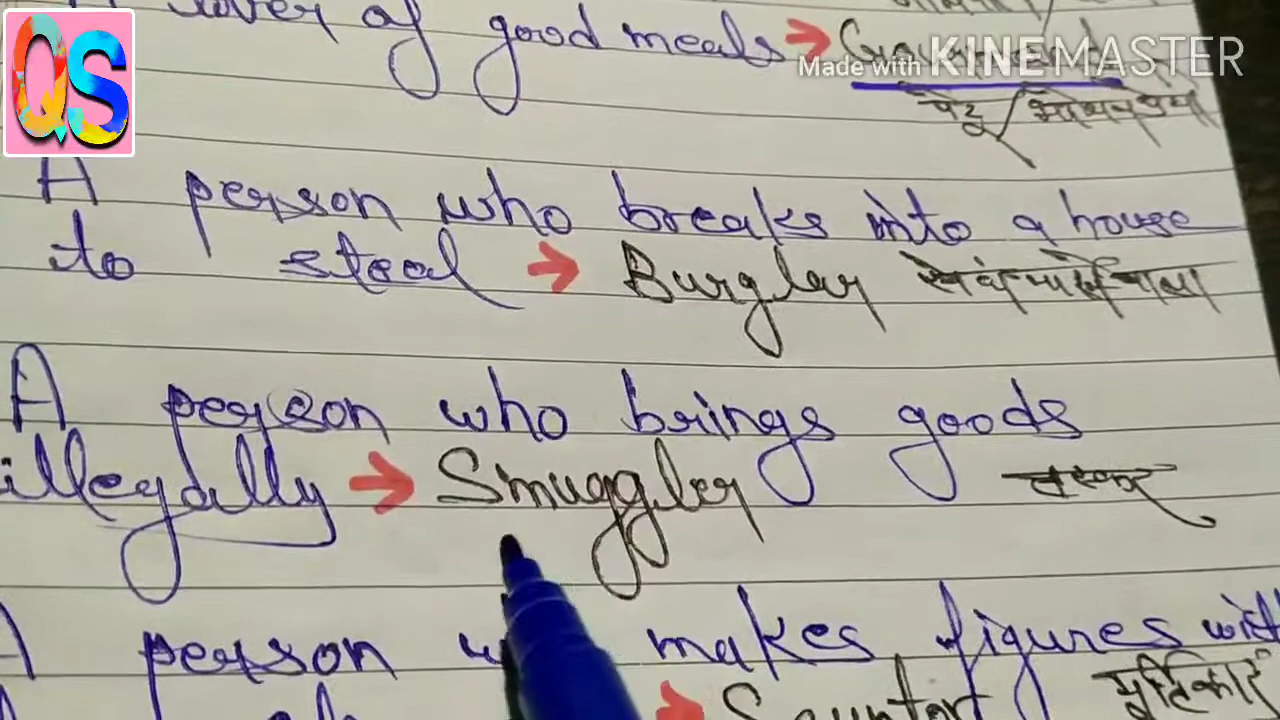 QS
lover of good meals → 
Made with KINEMASTER
पेटू / भोजन प्रेमी
A person who breaks into a house
to steal → Burglar
A person who brings goods
illegally → Smuggler तस्कर
A person makes figures with
मूर्तिकार